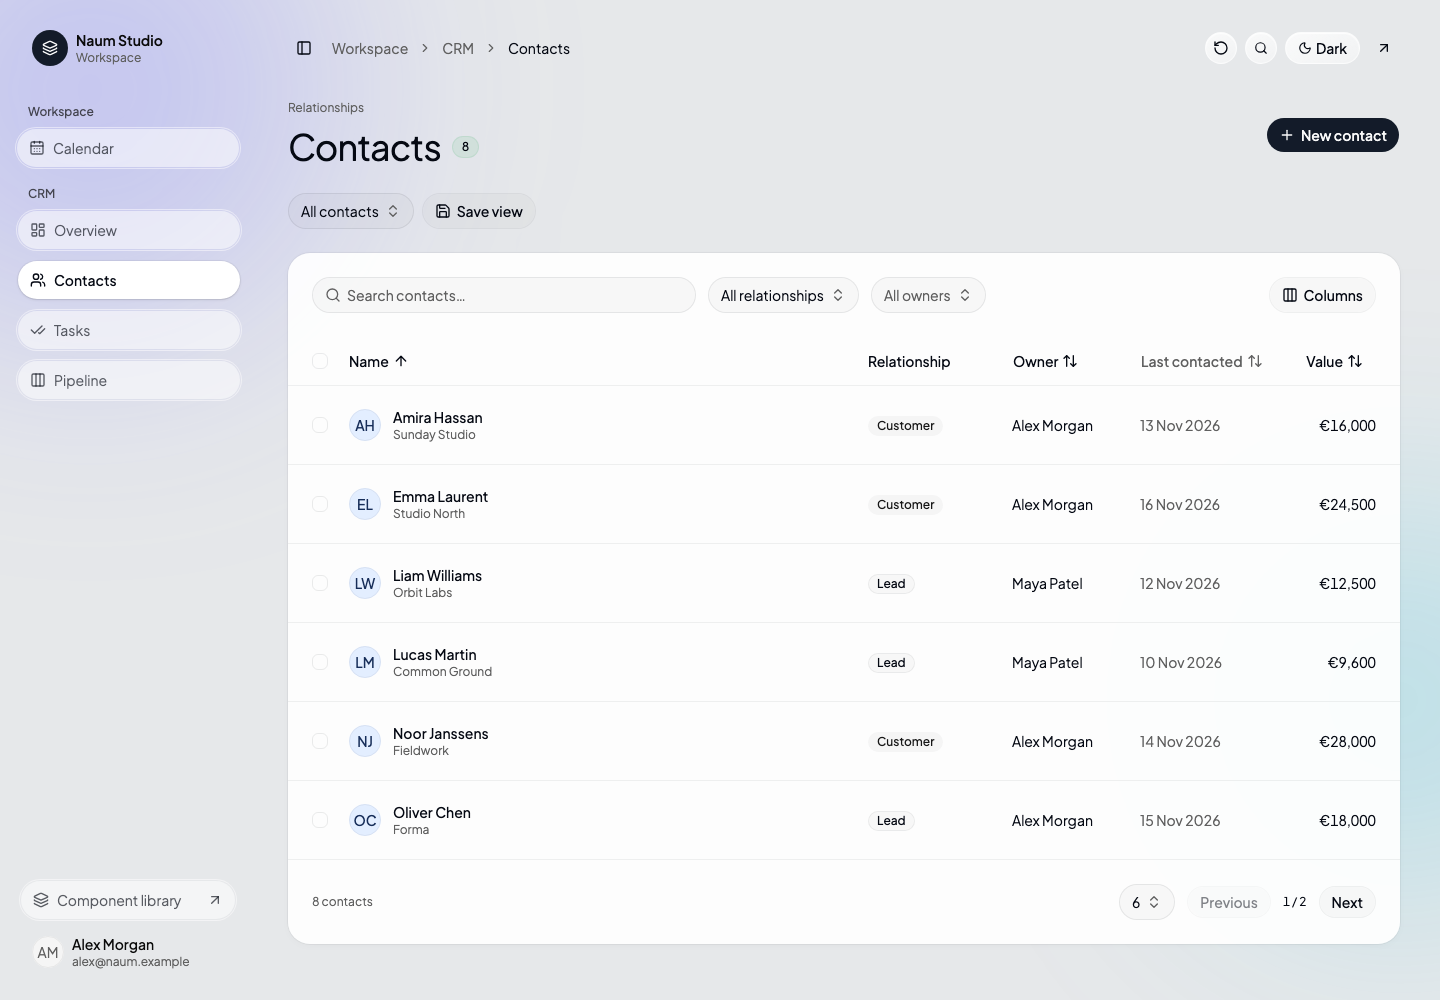 Naum Studio
Workspace
Workspace
Calendar
CRM
Overview
Contacts
Tasks
Pipeline
Component library
AM
Alex Morgan
alex@naum.example
Workspace > CRM > Contacts
Dark
Relationships
Contacts 8
New contact
All contacts
Save view
Search contacts...
All relationships
All owners
Columns
Name Relationship Owner Last contacted Value
AH Amira Hassan Customer Alex Morgan 13 Nov 2026 €16,000
Sunday Studio
EL Emma Laurent Customer Alex Morgan 16 Nov 2026 €24,500
Studio North
LW Liam Williams Lead Maya Patel 12 Nov 2026 €12,500
Orbit Labs
LM Lucas Martin Lead Maya Patel 10 Nov 2026 €9,600
Common Ground
NJ Noor Janssens Customer Alex Morgan 14 Nov 2026 €28,000
Fieldwork
OC Oliver Chen Lead Alex Morgan 15 Nov 2026 €18,000
Forma
8 contacts
6
Previous
1/2
Next